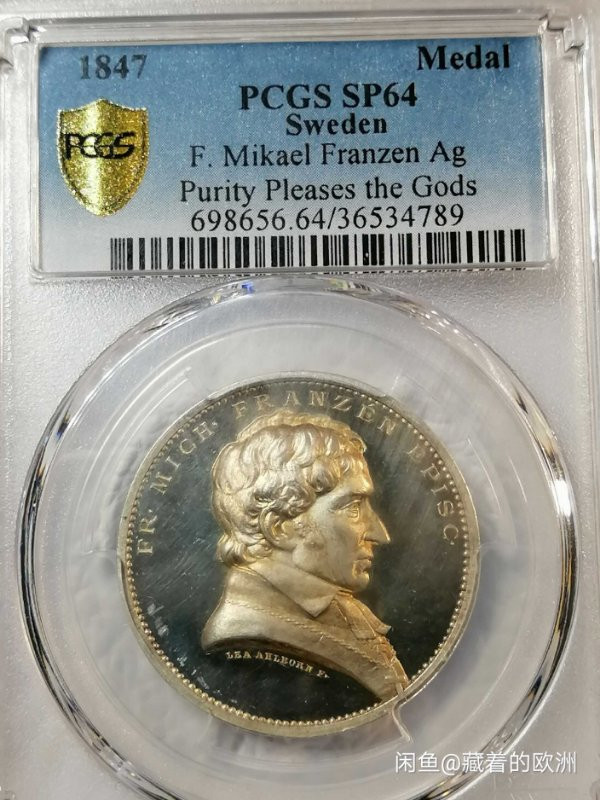 1847
Medal
PCGS SP64
PCGS
Sweden
F. Mikael Franzen Ag
Purity Pleases the Gods
698656.64/36534789
FR. MICH. FRANZÉN EPISC.
LEA AHLBORN F.
闲鱼@藏着的欧洲